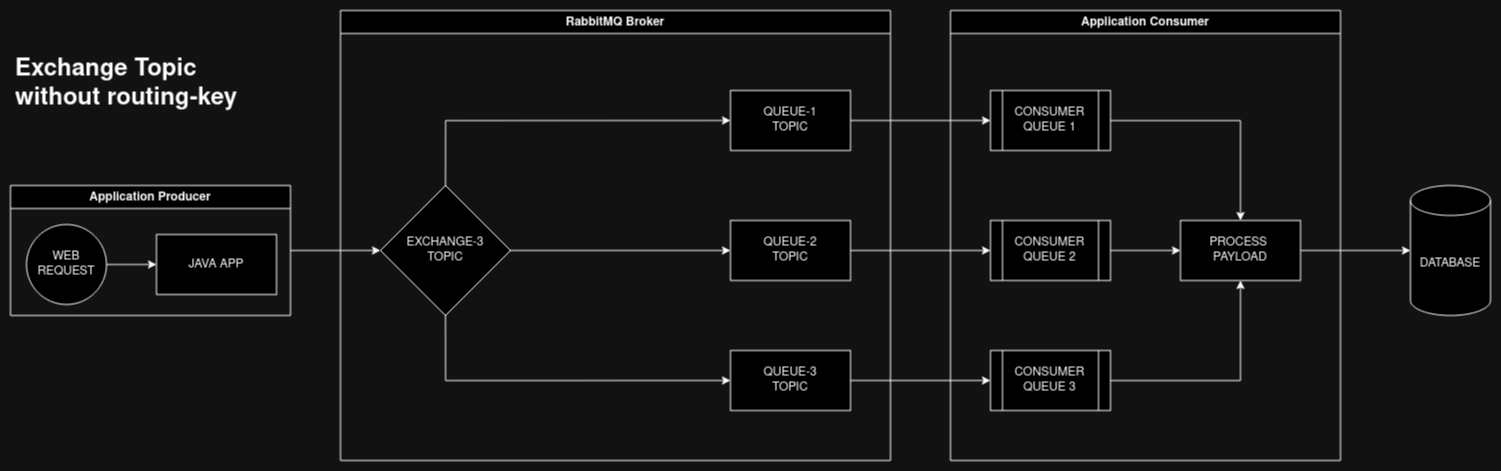 Exchange Topic
without routing-key
Application Producer
WEB
REQUEST
JAVA APP
RabbitMQ Broker
EXCHANGE-3
TOPIC
QUEUE-1
TOPIC
QUEUE-2
TOPIC
QUEUE-3
TOPIC
Application Consumer
CONSUMER
QUEUE 1
CONSUMER
QUEUE 2
CONSUMER
QUEUE 3
PROCESS
PAYLOAD
DATABASE